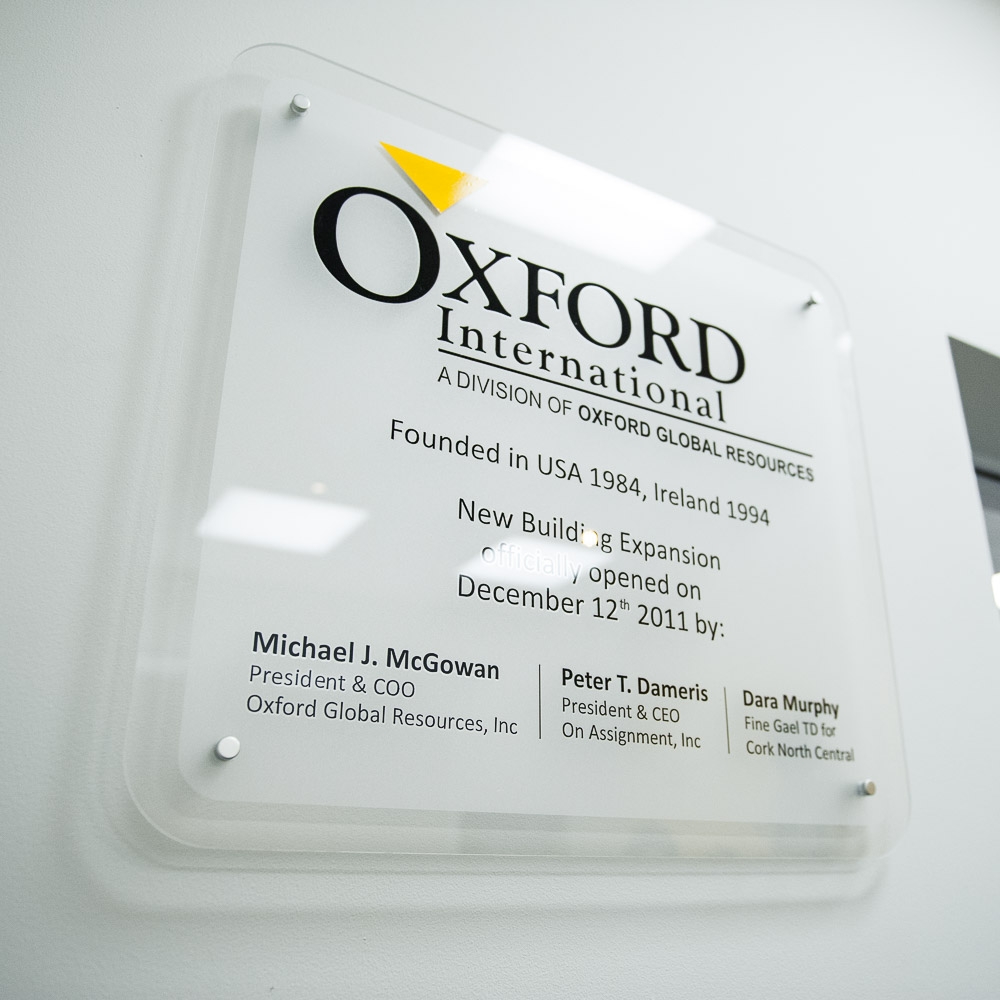 OXFORD
International
A DIVISION OF OXFORD GLOBAL RESOURCES
Founded in USA 1984, Ireland 1994
New Building Expansion
officially opened on
December 12th 2011 by:
Michael J. McGowan
President & COO
Oxford Global Resources, Inc
Peter T. Dameris
President & CEO
On Assignment, Inc
Dara Murphy
Fine Gael TD for
Cork North Central